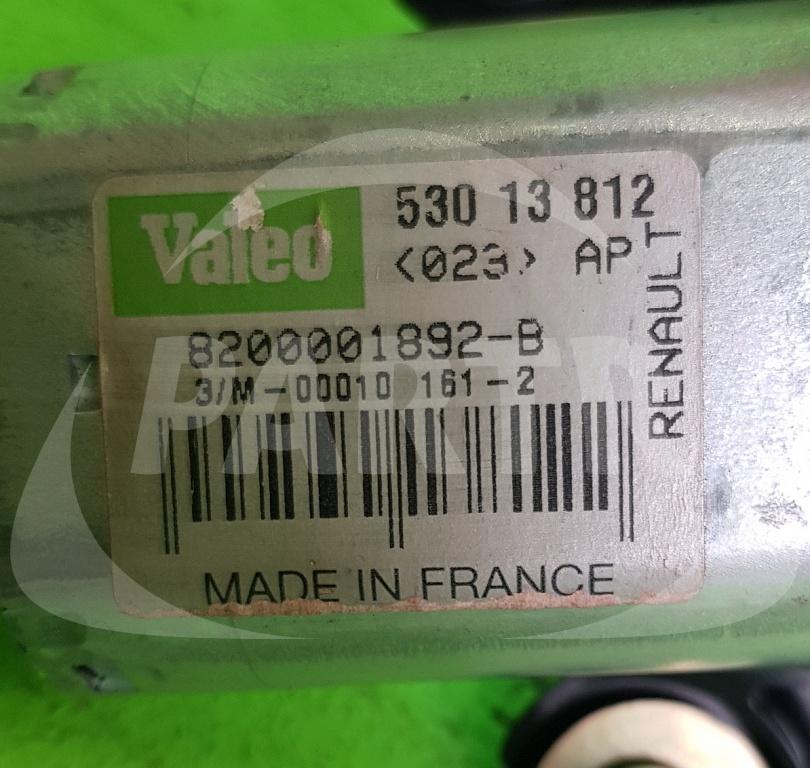 Valeo
530 13 812
<023> AP
8200001892-B
3/M-00010 161-2
RENAULT
MADE IN FRANCE